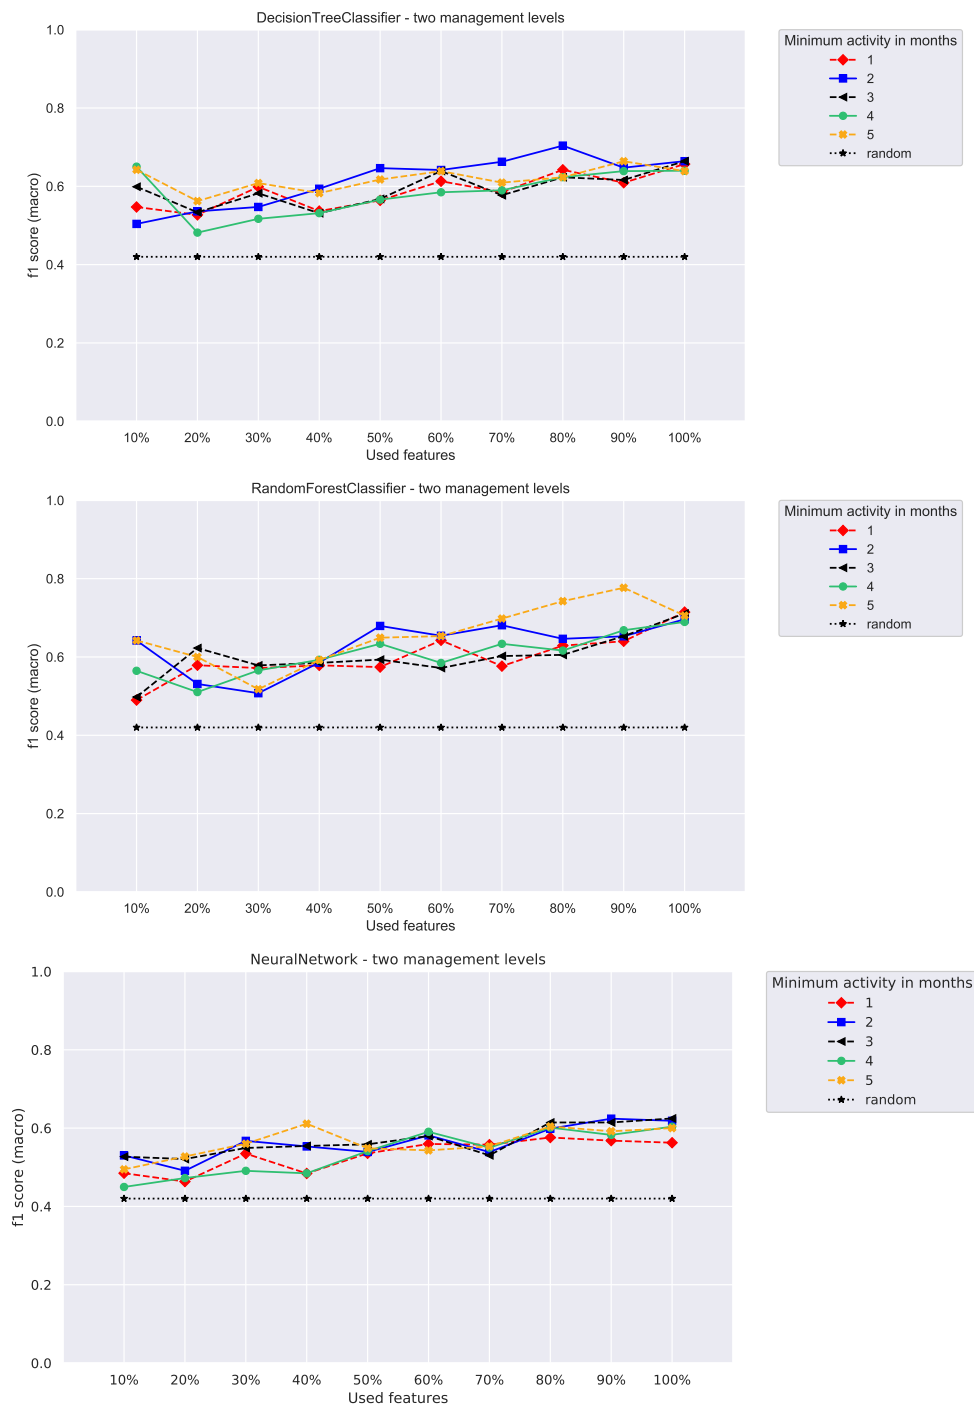 DecisionTreeClassifier - two management levels
1.0
0.8
0.6
0.4
0.2
0.0
f1 score (macro)
10% 20% 30% 40% 50% 60% 70% 80% 90% 100%
Used features
Minimum activity in months
1
2
3
4
5
random
RandomForestClassifier - two management levels
1.0
0.8
0.6
0.4
0.2
0.0
f1 score (macro)
10% 20% 30% 40% 50% 60% 70% 80% 90% 100%
Used features
Minimum activity in months
1
2
3
4
5
random
NeuralNetwork - two management levels
1.0
0.8
0.6
0.4
0.2
0.0
f1 score (macro)
10% 20% 30% 40% 50% 60% 70% 80% 90% 100%
Used features
Minimum activity in months
1
2
3
4
5
random